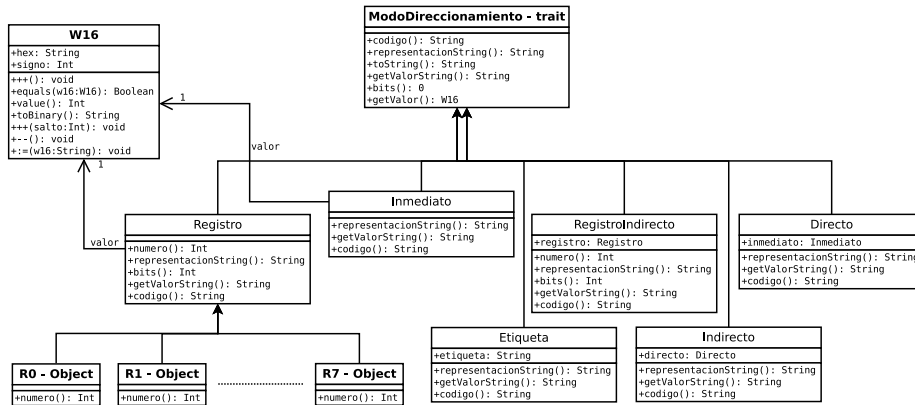 W16
+hex: String
+signo: Int
+++(): void
+equals(w16:W16): Boolean
+value(): Int
+toBinary(): String
+++(salto:Int): void
+--(): void
+:=(w16:String): void
ModoDireccionamiento - trait
+codigo(): String
+representacionString(): String
+toString(): String
+getValorString(): String
+bits(): 0
+getValor(): W16
1
valor
1
valor
Registro
+numero(): Int
+representacionString(): String
+bits(): Int
+getValorString(): String
+codigo(): String
Inmediato
+representacionString(): String
+getValorString(): String
+codigo(): String
RegistroIndirecto
+registro: Registro
+numero(): Int
+representacionString(): String
+bits(): Int
+getValorString(): String
+codigo(): String
Directo
+inmediato: Inmediato
+representacionString(): String
+getValorString(): String
+codigo(): String
Etiqueta
+etiqueta: String
+representacionString(): String
+getValorString(): String
+codigo(): String
Indirecto
+directo: Directo
+representacionString(): String
+getValorString(): String
+codigo(): String
R0 - Object
+numero(): Int
R1 - Object
+numero(): Int
R7 - Object
+numero(): Int